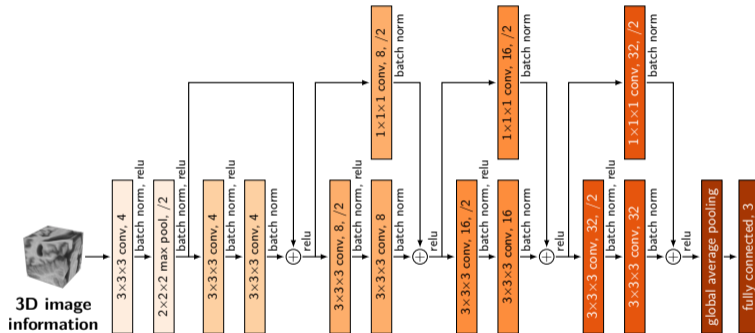 1×1×1 conv, 8, /2
batch norm
1×1×1 conv, 16, /2
batch norm
1×1×1 conv, 32, /2
batch norm
3D image
information
3×3×3 conv, 4
batch norm, relu
2×2×2 max pool, /2
batch norm, relu
3×3×3 conv, 4
batch norm, relu
3×3×3 conv, 4
batch norm
relu
3×3×3 conv, 8, /2
batch norm, relu
3×3×3 conv, 8
batch norm
relu
3×3×3 conv, 16, /2
batch norm, relu
3×3×3 conv, 16
batch norm
relu
3×3×3 conv, 32, /2
batch norm, relu
3×3×3 conv, 32
batch norm
relu
global average pooling
fully connected, 3